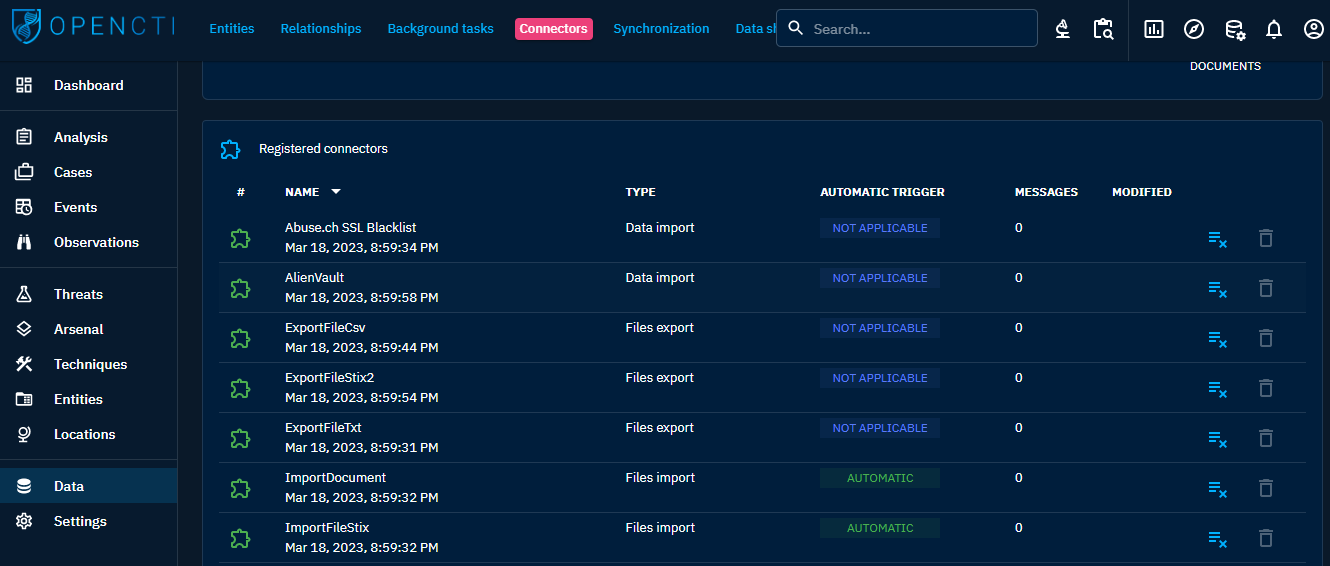 OPENCTI
Entities Relationships Background tasks Connectors Synchronization Data sh Search...
Dashboard
Analysis
Cases
Events
Observations
Threats
Arsenal
Techniques
Entities
Locations
Data
Settings
DOCUMENTS
Registered connectors
# NAME TYPE AUTOMATIC TRIGGER MESSAGES MODIFIED
Abuse.ch SSL Blacklist Data import NOT APPLICABLE 0
Mar 18, 2023, 8:59:34 PM
AlienVault Data import NOT APPLICABLE 0
Mar 18, 2023, 8:59:58 PM
ExportFileCsv Files export NOT APPLICABLE 0
Mar 18, 2023, 8:59:44 PM
ExportFileStix2 Files export NOT APPLICABLE 0
Mar 18, 2023, 8:59:54 PM
ExportFileTxt Files export NOT APPLICABLE 0
Mar 18, 2023, 8:59:31 PM
ImportDocument Files import AUTOMATIC 0
Mar 18, 2023, 8:59:32 PM
ImportFileStix Files import AUTOMATIC 0
Mar 18, 2023, 8:59:32 PM